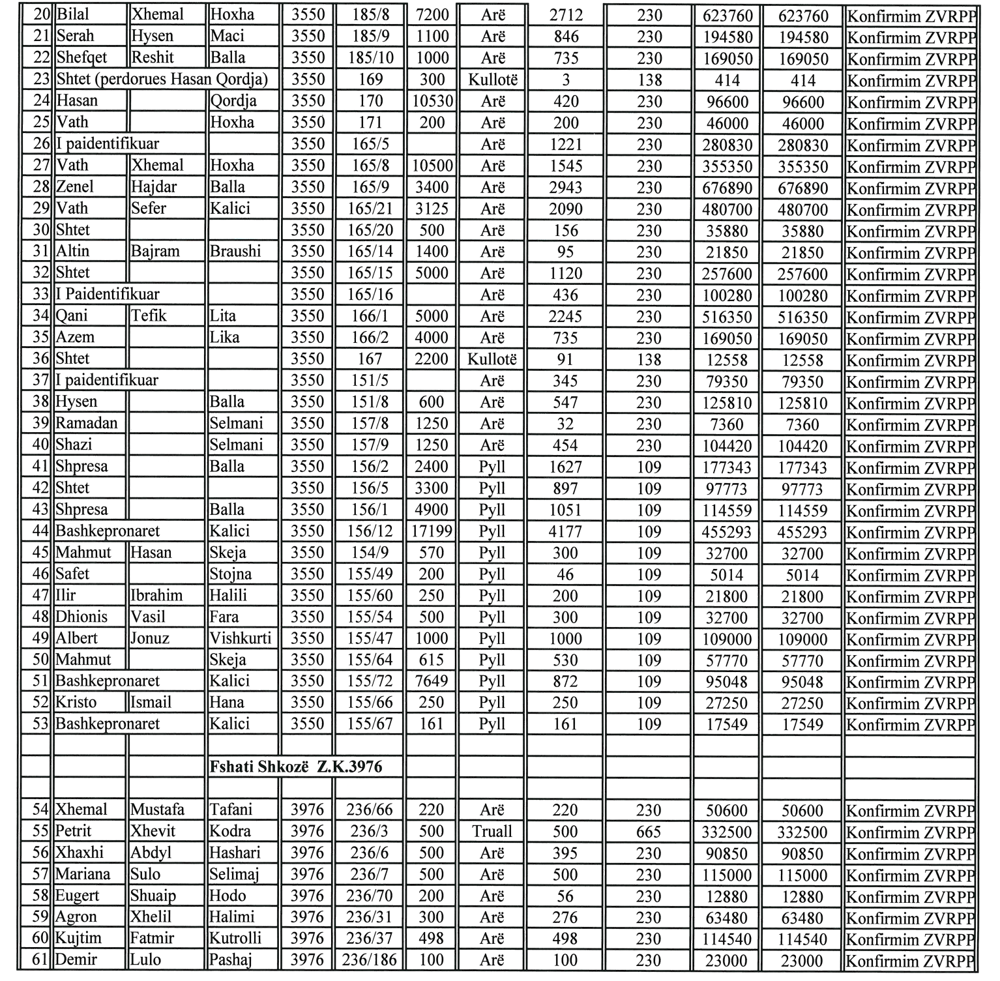 20 Bilal Xhemal Hoxha 3550 185/8 7200 Arë 2712 230 623760 623760 Konfirmim ZVRPP
21 Serah Hysen Maci 3550 185/9 1100 Arë 846 230 194580 194580 Konfirmim ZVRPP
22 Shefqet Reshit Balla 3550 185/10 1000 Arë 735 230 169050 169050 Konfirmim ZVRPP
23 Shtet (perdorues Hasan Qordja) 3550 169 300 Kullotë 3 138 414 414 Konfirmim ZVRPP
24 Hasan Qordja 3550 170 10530 Arë 420 230 96600 96600 Konfirmim ZVRPP
25 Vath Hoxha 3550 171 200 Arë 200 230 46000 46000 Konfirmim ZVRPP
26 I paidentifikuar 3550 165/5 Arë 1221 230 280830 280830 Konfirmim ZVRPP
27 Vath Xhemal Hoxha 3550 165/8 10500 Arë 1545 230 355350 355350 Konfirmim ZVRPP
28 Zenel Hajdar Balla 3550 165/9 3400 Arë 2943 230 676890 676890 Konfirmim ZVRPP
29 Vath Sefer Kalici 3550 165/21 3125 Arë 2090 230 480700 480700 Konfirmim ZVRPP
30 Shtet 3550 165/20 500 Arë 156 230 35880 35880 Konfirmim ZVRPP
31 Altin Bajram Braushi 3550 165/14 1400 Arë 95 230 21850 21850 Konfirmim ZVRPP
32 Shtet 3550 165/15 5000 Arë 1120 230 257600 257600 Konfirmim ZVRPP
33 I Paidentifikuar 3550 165/16 Arë 436 230 100280 100280 Konfirmim ZVRPP
34 Qani Tefik Lita 3550 166/1 5000 Arë 2245 230 516350 516350 Konfirmim ZVRPP
35 Azem Lika 3550 166/2 4000 Arë 735 230 169050 169050 Konfirmim ZVRPP
36 Shtet 3550 167 2200 Kullotë 91 138 12558 12558 Konfirmim ZVRPP
37 I paidentifikuar 3550 151/5 Arë 345 230 79350 79350 Konfirmim ZVRPP
38 Hysen Balla 3550 151/8 600 Arë 547 230 125810 125810 Konfirmim ZVRPP
39 Ramadan Selmani 3550 157/8 1250 Arë 32 230 7360 7360 Konfirmim ZVRPP
40 Shazi Selmani 3550 157/9 1250 Arë 454 230 104420 104420 Konfirmim ZVRPP
41 Shpresa Balla 3550 156/2 2400 Pyll 1627 109 177343 177343 Konfirmim ZVRPP
42 Shtet 3550 156/5 3300 Pyll 897 109 97773 97773 Konfirmim ZVRPP
43 Shpresa Balla 3550 156/1 4900 Pyll 1051 109 114559 114559 Konfirmim ZVRPP
44 Bashkepronaret Kalici 3550 156/12 17199 Pyll 4177 109 455293 455293 Konfirmim ZVRPP
45 Mahmut Hasan Skeja 3550 154/9 570 Pyll 300 109 32700 32700 Konfirmim ZVRPP
46 Safet Stojna 3550 155/49 200 Pyll 46 109 5014 5014 Konfirmim ZVRPP
47 Ilir Ibrahim Halili 3550 155/60 250 Pyll 200 109 21800 21800 Konfirmim ZVRPP
48 Dhionis Vasil Fara 3550 155/54 500 Pyll 300 109 32700 32700 Konfirmim ZVRPP
49 Albert Jonuz Vishkurti 3550 155/47 1000 Pyll 1000 109 109000 109000 Konfirmim ZVRPP
50 Mahmut Skeja 3550 155/64 615 Pyll 530 109 57770 57770 Konfirmim ZVRPP
51 Bashkepronaret Kalici 3550 155/72 7649 Pyll 872 109 95048 95048 Konfirmim ZVRPP
52 Kristo Ismail Hana 3550 155/66 250 Pyll 250 109 27250 27250 Konfirmim ZVRPP
53 Bashkepronaret Kalici 3550 155/67 161 Pyll 161 109 17549 17549 Konfirmim ZVRPP
Fshati Shkozë Z.K.3976
54 Xhemal Mustafa Tafani 3976 236/66 220 Arë 220 230 50600 50600 Konfirmim ZVRPP
55 Petrit Xhevit Kodra 3976 236/3 500 Truall 500 665 332500 332500 Konfirmim ZVRPP
56 Xhaxhi Abdyl Hashari 3976 236/6 500 Arë 395 230 90850 90850 Konfirmim ZVRPP
57 Mariana Sulo Selimaj 3976 236/7 500 Arë 500 230 115000 115000 Konfirmim ZVRPP
58 Eugert Shuaip Hodo 3976 236/70 200 Arë 56 230 12880 12880 Konfirmim ZVRPP
59 Agron Xhelil Halimi 3976 236/31 300 Arë 276 230 63480 63480 Konfirmim ZVRPP
60 Kujtim Fatmir Kutrolli 3976 236/37 498 Arë 498 230 114540 114540 Konfirmim ZVRPP
61 Demir Lulo Pashaj 3976 236/186 100 Arë 100 230 23000 23000 Konfirmim ZVRPP